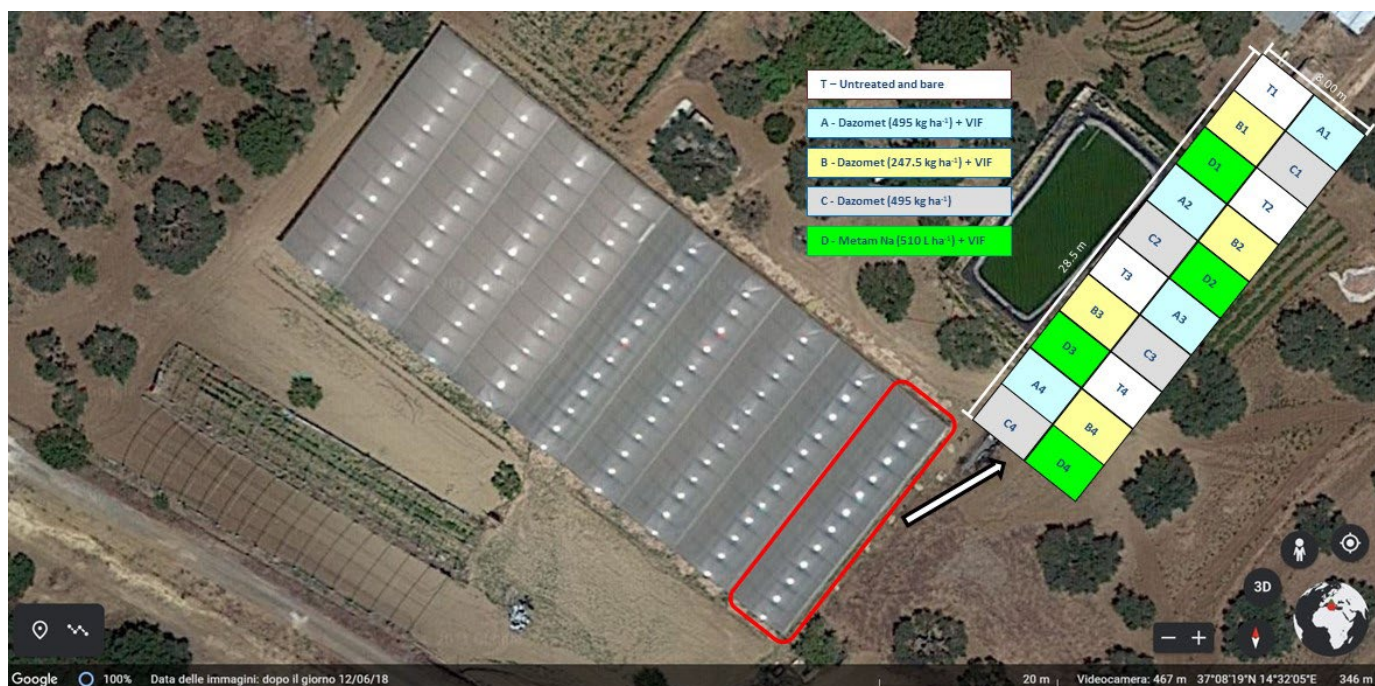 T – Untreated and bare
A - Dazomet (495 kg ha⁻¹) + VIF
B - Dazomet (247.5 kg ha⁻¹) + VIF
C - Dazomet (495 kg ha⁻¹)
D - Metam Na (510 L ha⁻¹) + VIF
8.00 m
28.5 m
T1
A1
B1
C1
D1
T2
A2
B2
C2
D2
T3
A3
B3
C3
D3
T4
A4
B4
C4
D4
3D
Google 100% Data delle immagini: dopo il giorno 12/06/18 20 m Videocamera: 467 m 37°08'19"N 14°32'05"E 346 m